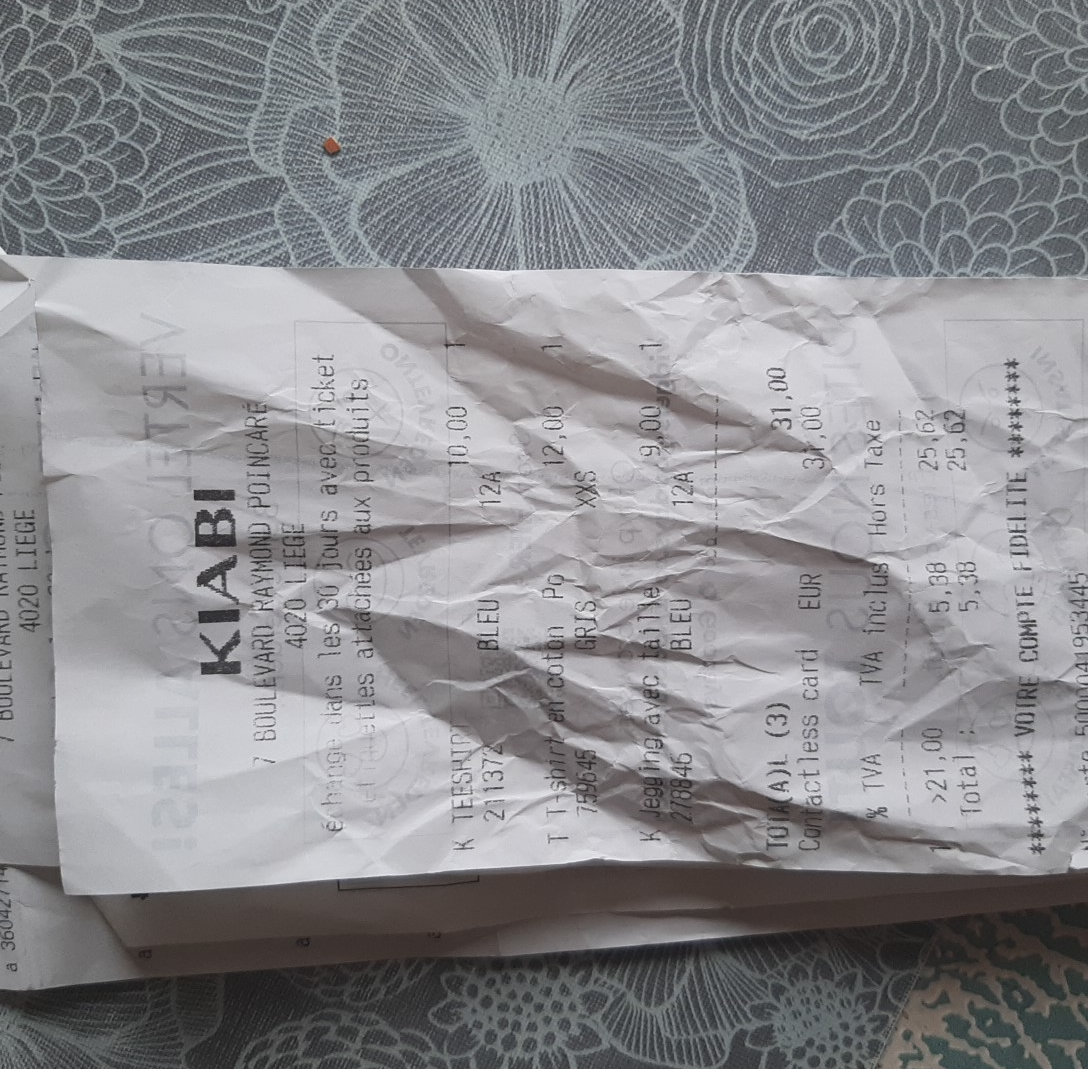 7 BOULEVARD RAYMOND
4020 LIEGE
a 36042714
KIABI
7 BOULEVARD RAYMOND POINCARÉ
4020 LIEGE
échange dans les 30 jours avec ticket
et étiquettes attachées aux produits
K TEESHIRT 10,00 1
211372 BLEU 12A
T T-shirt en coton Po 12,00 1
759645 GRIS XXS
K Jegging avec taille 9,00 1
278846 BLEU 12A
TOTA(A)L (3) 31,00
Contactless card EUR 31,00
% TVA TVA inclus Hors Taxe
1 >21,00 5,38 25,62
Total : 5,38 25,62
******** VOTRE COMPTE FIDELITE ********